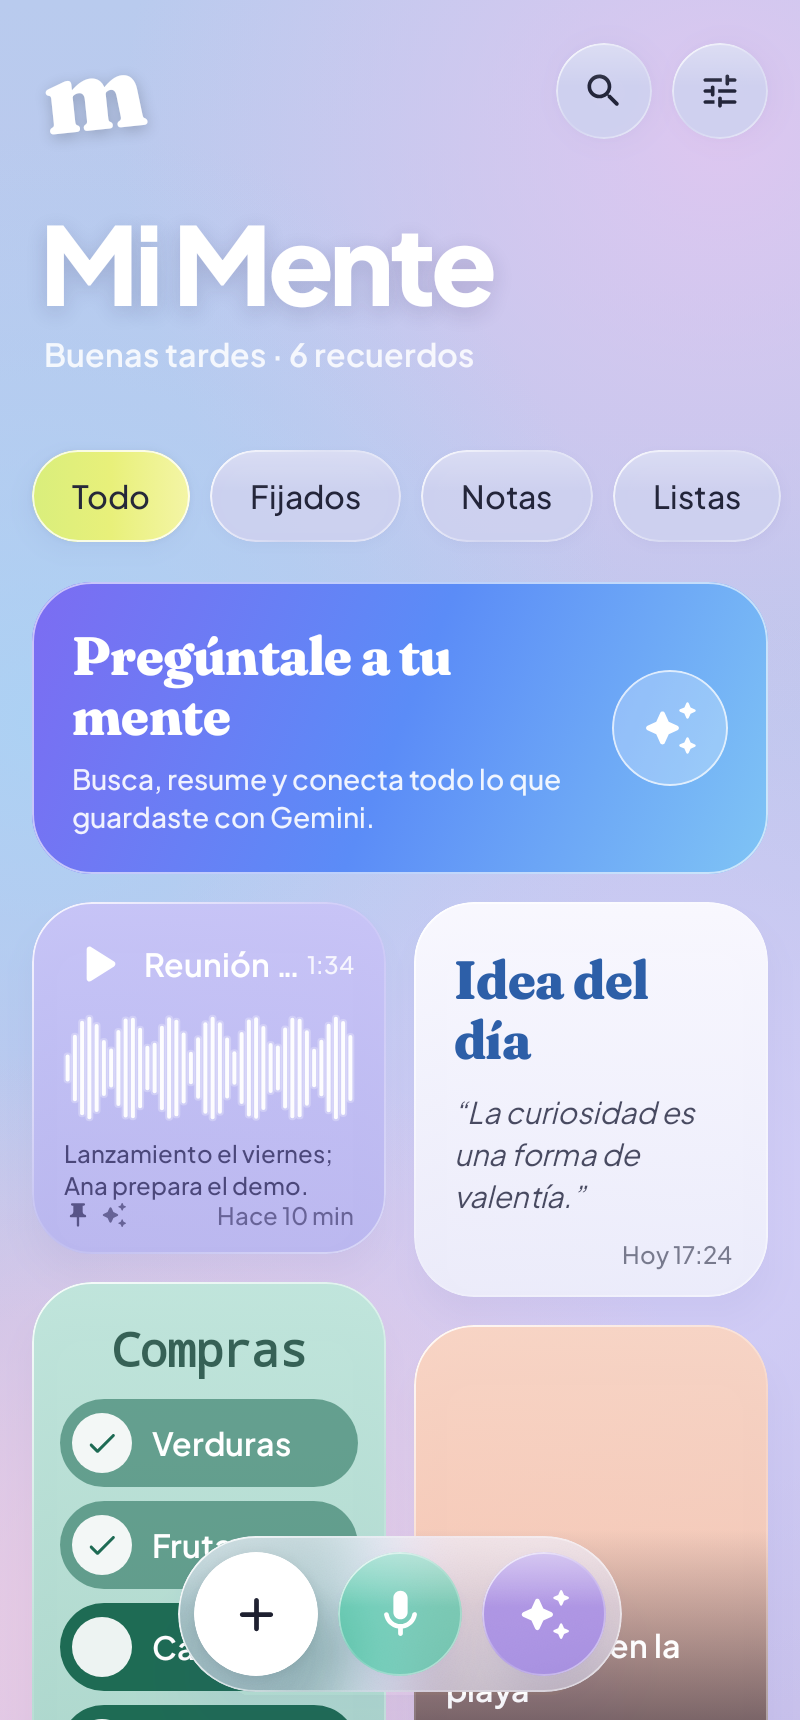 m
Mi Mente
Buenas tardes · 6 recuerdos
Todo
Fijados
Notas
Listas
Pregúntale a tu
mente
Busca, resume y conecta todo lo que
guardaste con Gemini.
Reunión ... 1:34
Lanzamiento el viernes;
Ana prepara el demo.
Hace 10 min
Idea del
día
“La curiosidad es
una forma de
valentía.”
Hoy 17:24
Compras
Verduras
en la
playa